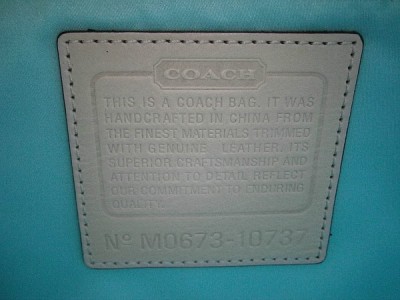 COACH
THIS IS A COACH BAG. IT WAS
HANDCRAFTED IN CHINA FROM
THE FINEST MATERIALS TRIMMED
WITH GENUINE LEATHER. ITS
SUPERIOR CRAFTSMANSHIP AND
ATTENTION TO DETAIL REFLECT
OUR COMMITMENT TO ENDURING
QUALITY.
Nº M0673-10737